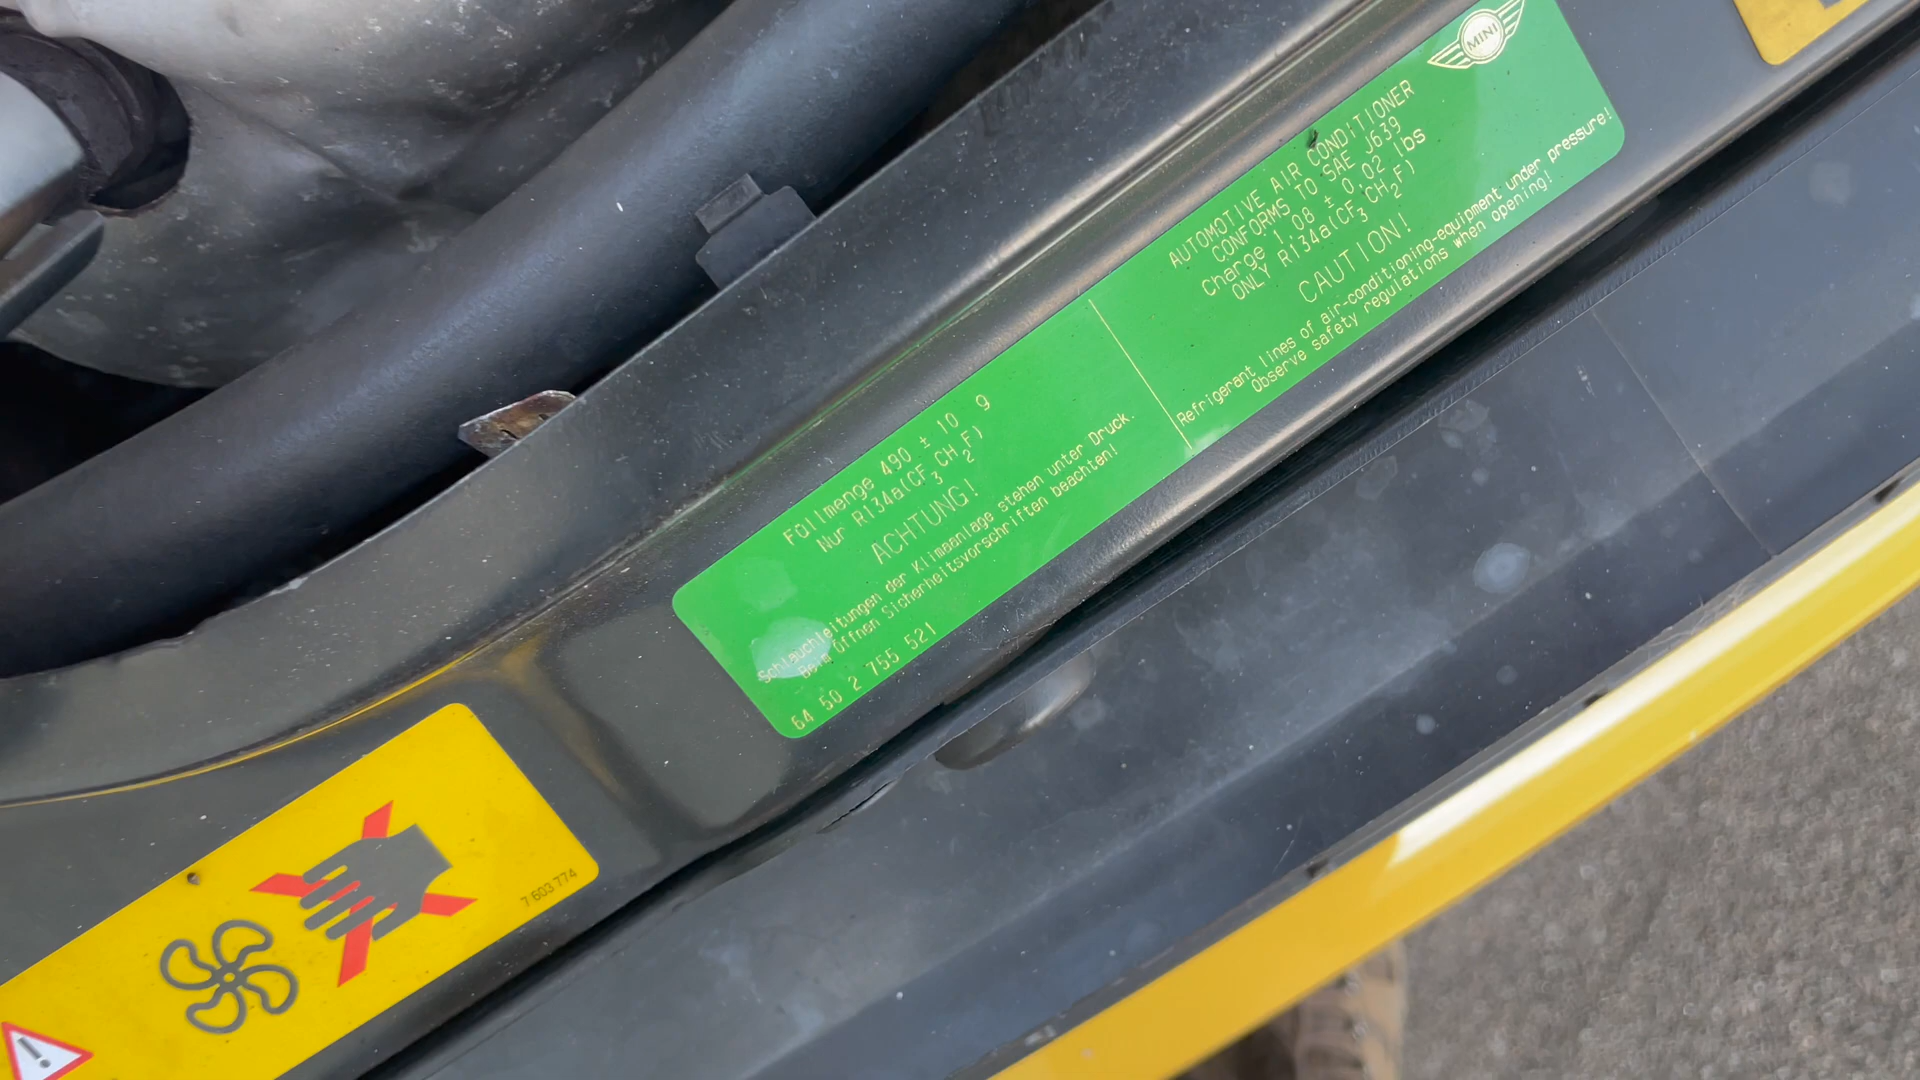 Füllmenge 490 ± 10 g
Nur R134a(CF₃CH₂F)
ACHTUNG!
Schlauchleitungen der Klimaanlage stehen unter Druck.
Beim Öffnen Sicherheitsvorschriften beachten!
64 50 2 755 521
MINI
AUTOMOTIVE AIR CONDITIONER
CONFORMS TO SAE J639
Charge 1.08 ± 0.02 lbs
ONLY R134a(CF₃CH₂F)
CAUTION!
Refrigerant lines of air-conditioning-equipment under pressure!
Observe safety regulations when opening!
7 603 774